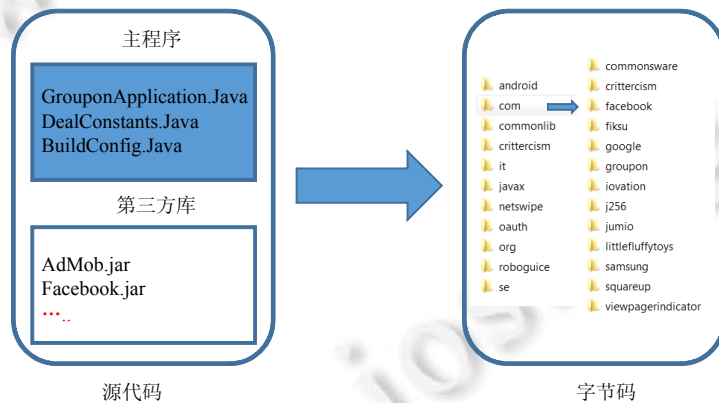 主程序
GrouponApplication.Java
DealConstants.Java
BuildConfig.Java
第三方库
AdMob.jar
Facebook.jar
…..
源代码
android
com
commonlib
crittercism
it
javax
netswipe
oauth
org
roboguice
se
commonsware
crittercism
facebook
fiksu
google
groupon
iovation
j256
jumio
littlefluffytoys
samsung
squareup
viewpagerindicator
字节码